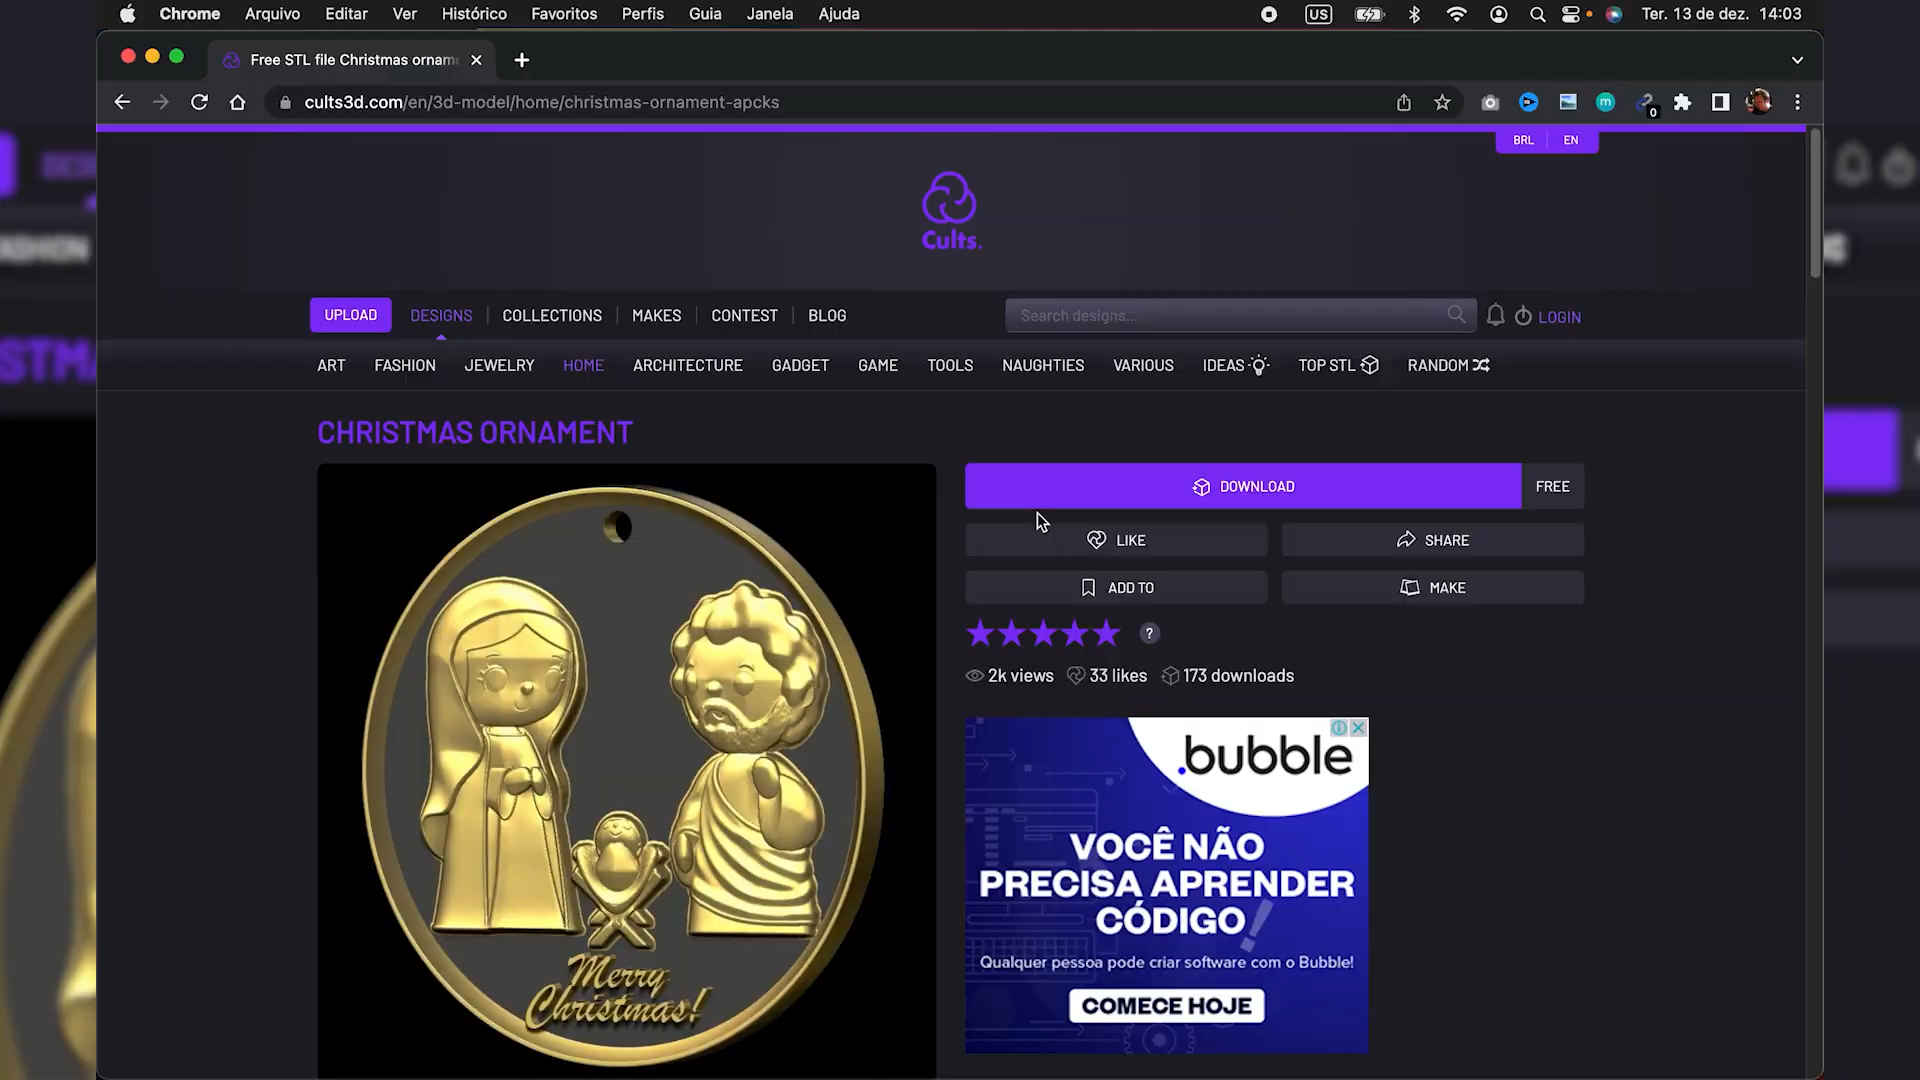 Chrome Arquivo Editar Ver Histórico Favoritos Perfis Guia Janela Ajuda US Ter. 13 de dez. 14:03
Free STL file Christmas ornam
cults3d.com/en/3d-model/home/christmas-ornament-apcks
m
0
BRL EN
Cults.
UPLOAD DESIGNS COLLECTIONS MAKES CONTEST BLOG Search designs... LOGIN
ART FASHION JEWELRY HOME ARCHITECTURE GADGET GAME TOOLS NAUGHTIES VARIOUS IDEAS TOP STL RANDOM
CHRISTMAS ORNAMENT
DOWNLOAD FREE
LIKE SHARE
ADD TO MAKE
?
2k views 33 likes 173 downloads
.bubble
VOCÊ NÃO
PRECISA APRENDER
CÓDIGO!
Qualquer pessoa pode criar software com o Bubble!
COMECE HOJE
Merry
Christmas!